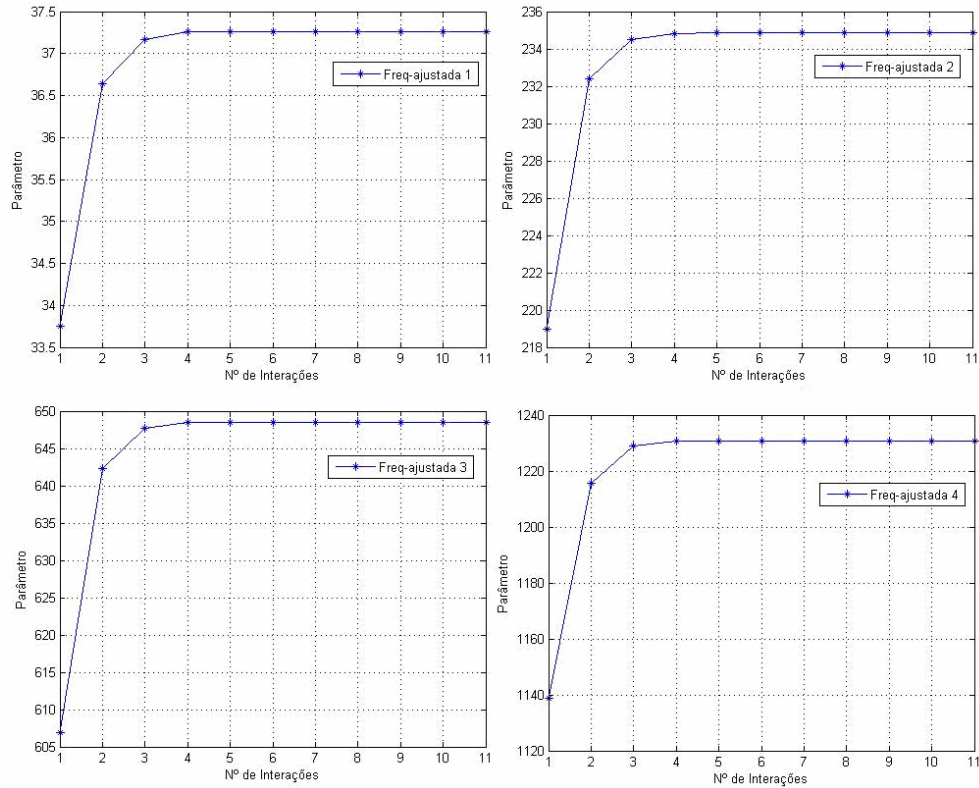 37.5
37
36.5
36
35.5
35
34.5
34
33.5
Parâmetro
Freq-ajustada 1
1 2 3 4 5 6 7 8 9 10 11
Nº de Interações
236
234
232
230
228
226
224
222
220
218
Parâmetro
Freq-ajustada 2
1 2 3 4 5 6 7 8 9 10 11
Nº de Interações
650
645
640
635
630
625
620
615
610
605
Parâmetro
Freq-ajustada 3
1 2 3 4 5 6 7 8 9 10 11
Nº de Interações
1240
1220
1200
1180
1160
1140
1120
Parâmetro
Freq-ajustada 4
1 2 3 4 5 6 7 8 9 10 11
Nº de Interações